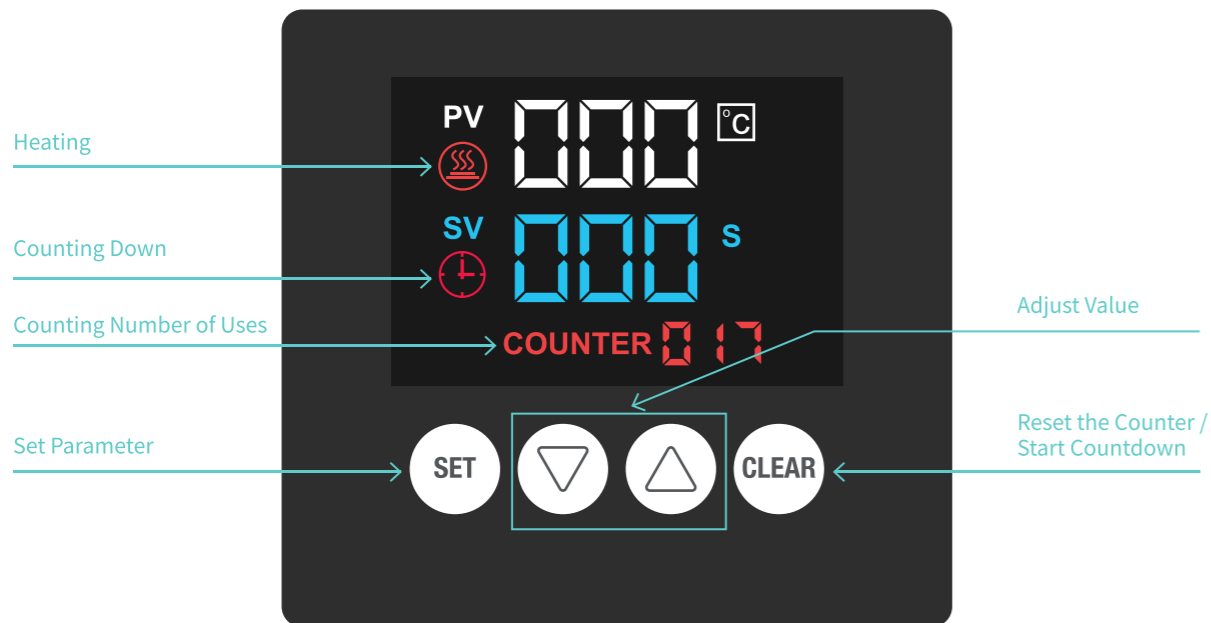 PV 000 °C
Heating
SV 000 S
Counting Down
Adjust Value
Counting Number of Uses
COUNTER 017
Reset the Counter /
Start Countdown
Set Parameter
SET
CLEAR